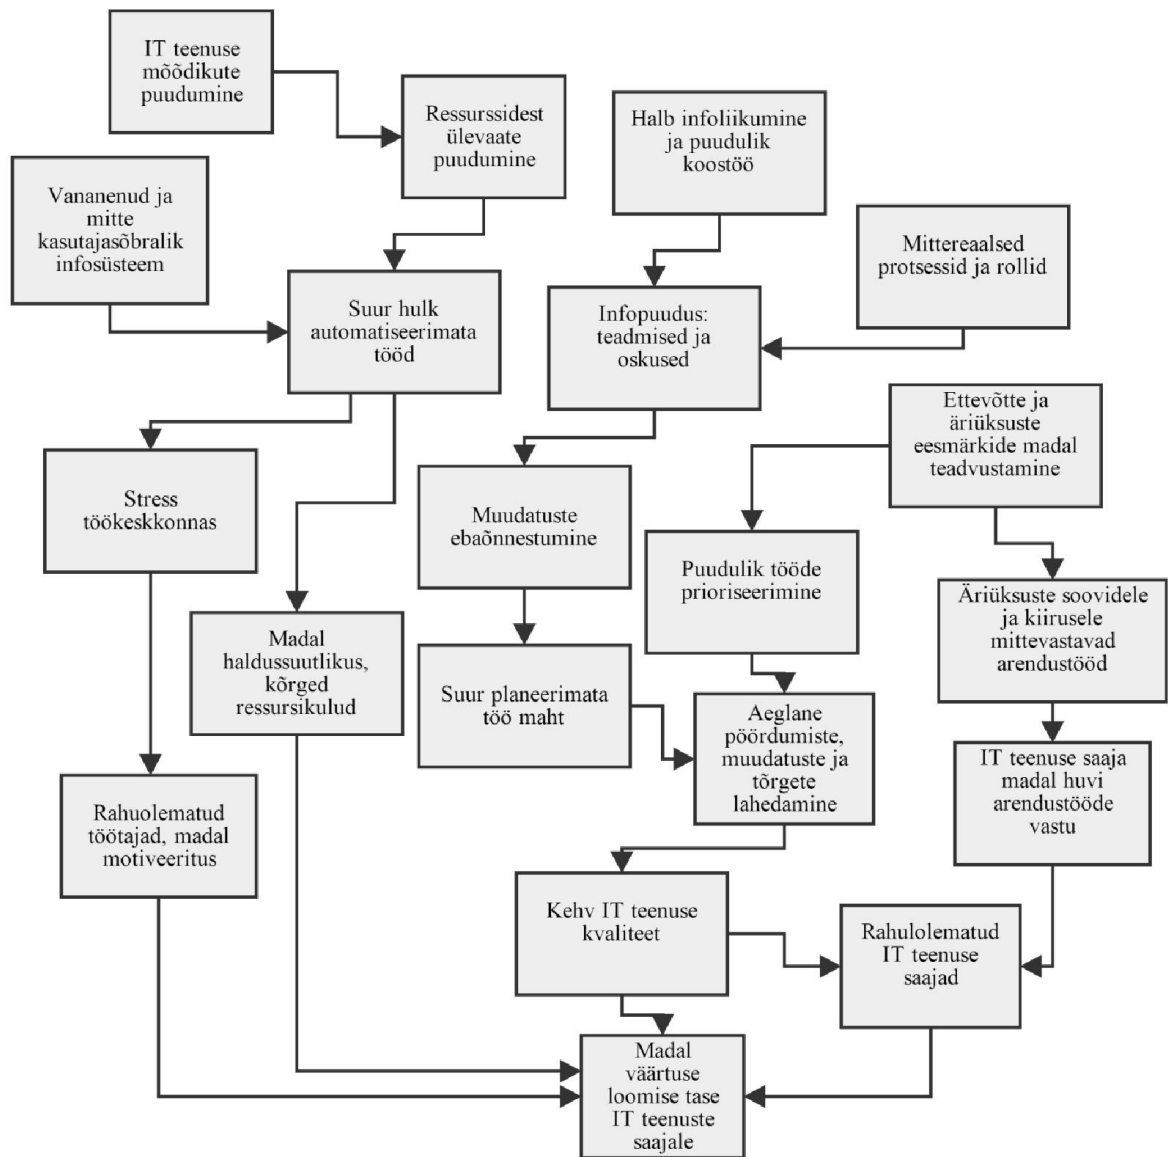 IT teenuse
mõõdikute
puudumine
Ressurssidest
ülevaate
puudumine
Halb infoliikumine
ja puudulik
koostöö
Vananenud ja
mitte
kasutajasõbralik
infosüsteem
Mittereaalsed
protsessid ja rollid
Suur hulk
automatiseerimata
tööd
Infopuudus:
teadmised ja
oskused
Ettevõtte ja
äriüksuste
eesmärkide madal
teadvustamine
Stress
töökeskkonnas
Muudatuste
ebaõnnestumine
Puudulik tööde
prioriseerimine
Äriüksuste soovidele
ja kiirusele
mittevastavad
arendustööd
Madal
haldussuutlikus,
kõrged
ressursikulud
Suur planeerimata
töö maht
Aeglane
pöördumiste,
muudatuste ja
tõrgete
lahedamine
IT teenuse saaja
madal huvi
arendustööde
vastu
Rahuolematud
töötajad, madal
motiveeritus
Kehv IT teenuse
kvaliteet
Rahulolematud
IT teenuse
saajad
Madal
väärtuse
loomise tase
IT teenuste
saajale